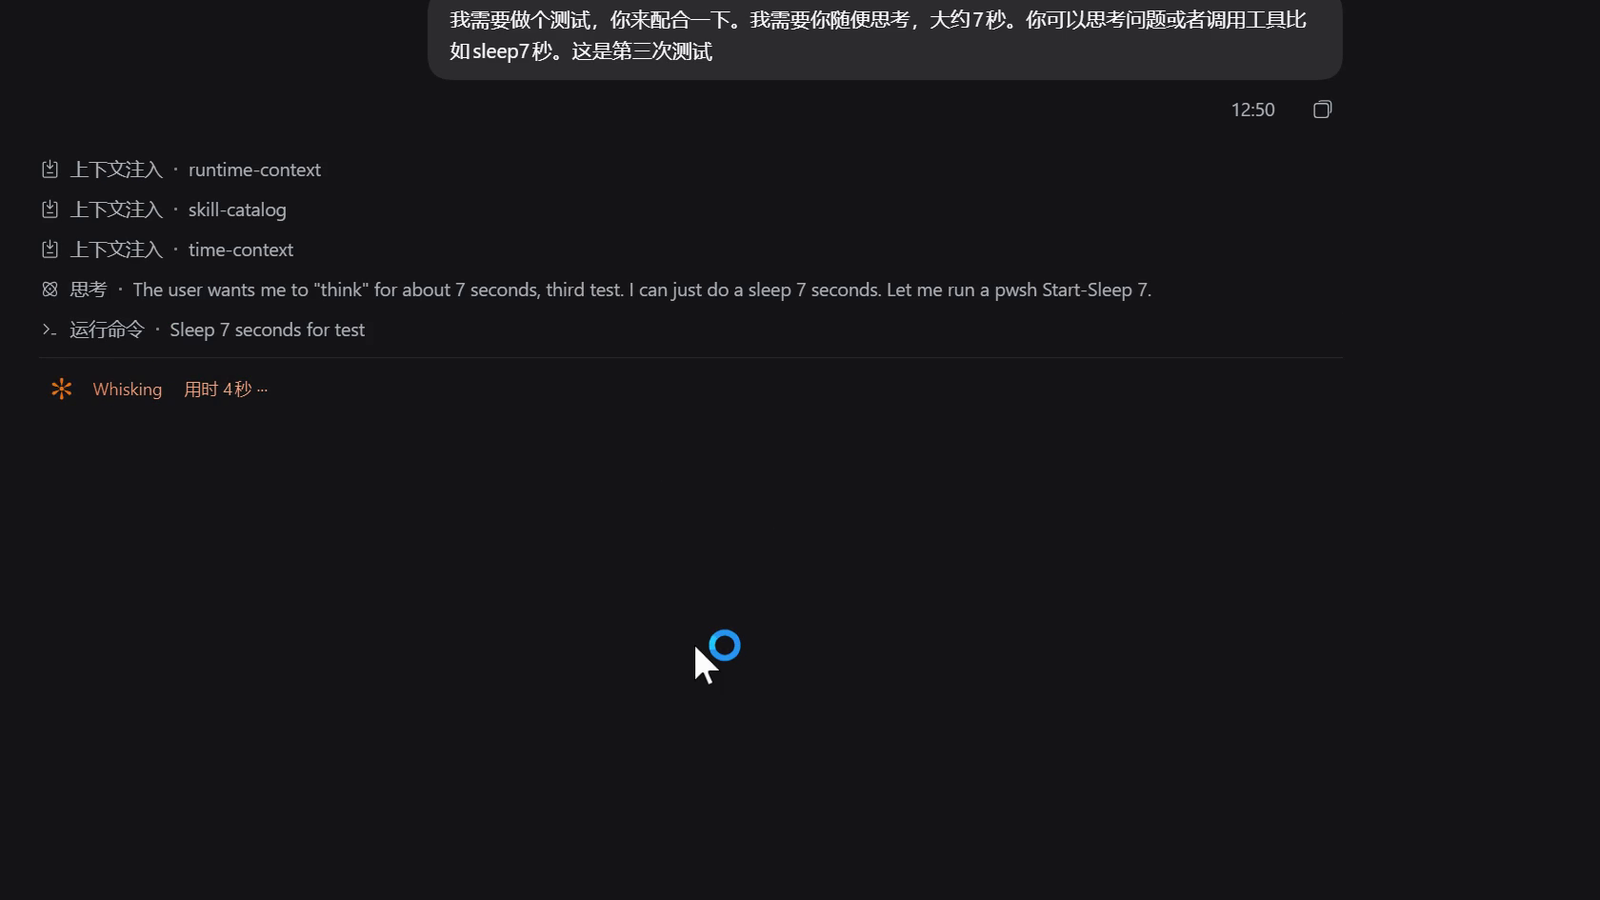 我需要做个测试，你来配合一下。我需要你随便思考，大约7秒。你可以思考问题或者调用工具比
如sleep7秒。这是第三次测试
12:50
上下文注入 · runtime-context
上下文注入 · skill-catalog
上下文注入 · time-context
思考 · The user wants me to "think" for about 7 seconds, third test. I can just do a sleep 7 seconds. Let me run a pwsh Start-Sleep 7.
运行命令 · Sleep 7 seconds for test
Whisking 用时 4秒 ···